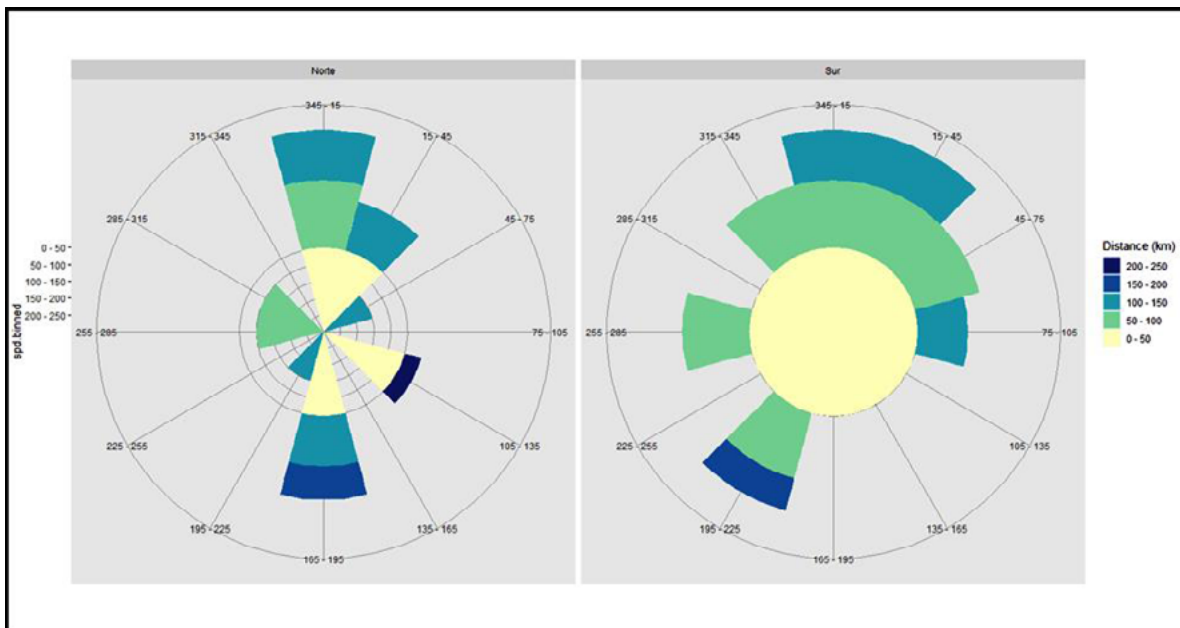 Norte
Sur
345 - 15
315 - 345
15 - 45
285 - 315
45 - 75
0 - 50
50 - 100
100 - 150
150 - 200
200 - 250
spd.binned
255 - 285
75 - 105
225 - 255
105 - 135
195 - 225
135 - 165
165 - 195
345 - 15
315 - 345
15 - 45
285 - 315
45 - 75
255 - 285
75 - 105
225 - 255
105 - 135
195 - 225
135 - 165
165 - 195
Distance (km)
200 - 250
150 - 200
100 - 150
50 - 100
0 - 50